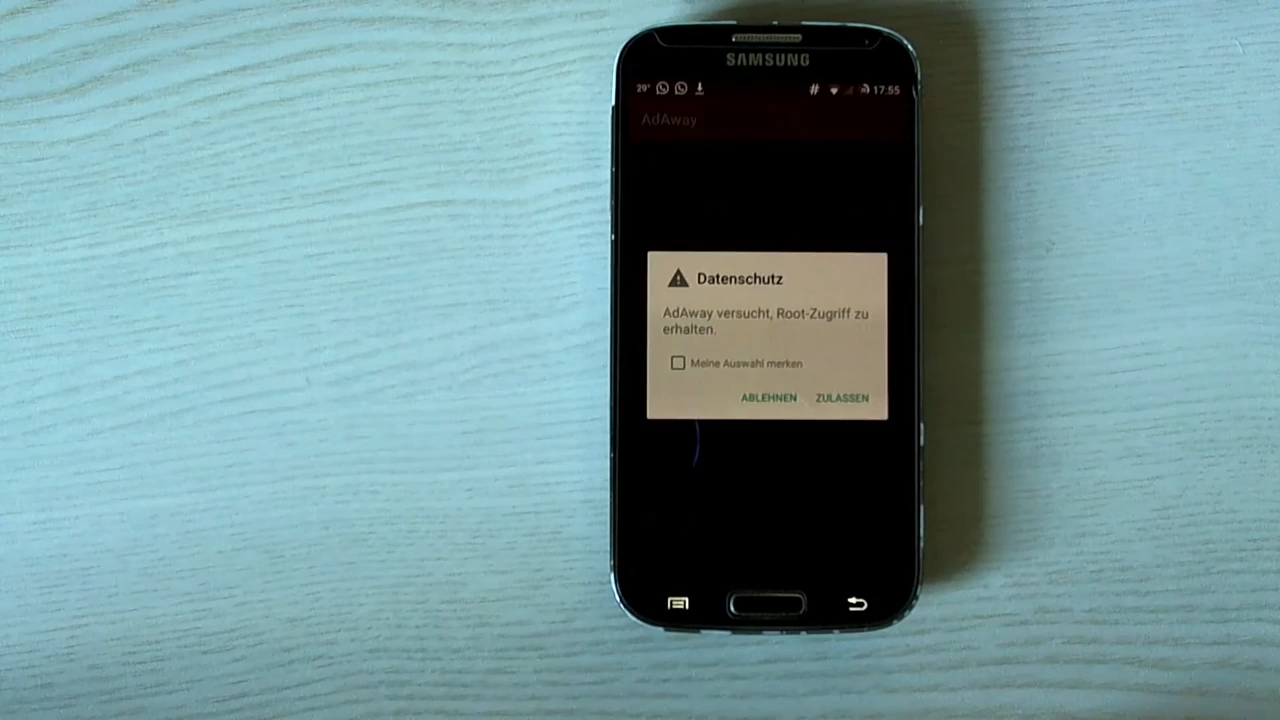 SAMSUNG
29° # 17.55
AdAway
Datenschutz
AdAway versucht, Root-Zugriff zu
erhalten.
Meine Auswahl merken
ABLEHNEN ZULASSEN